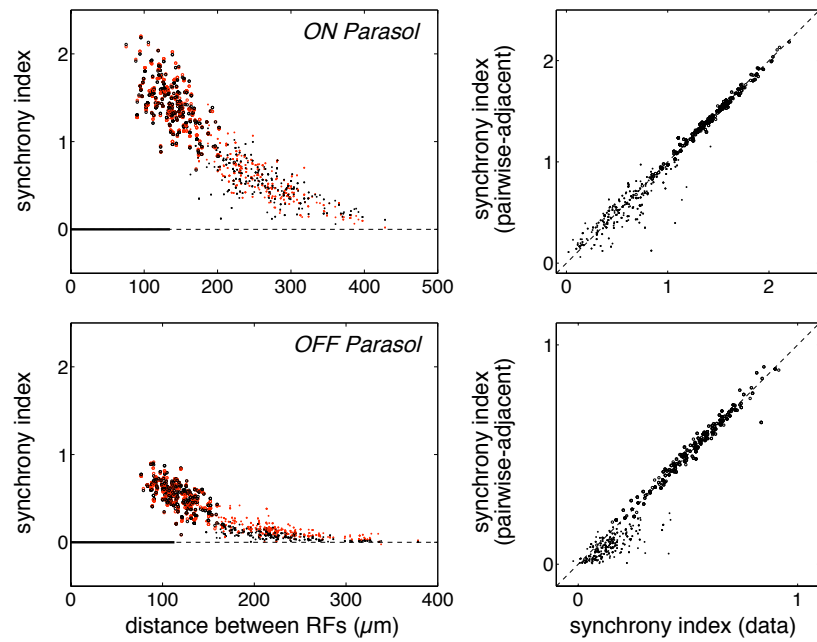 ON Parasol
synchrony index
2
1
0
0
100
200
300
400
500
synchrony index
(pairwise-adjacent)
2
1
0
0
1
2
OFF Parasol
synchrony index
2
1
0
0
100
200
300
400
distance between RFs (µm)
synchrony index
(pairwise-adjacent)
1
0
0
1
synchrony index (data)